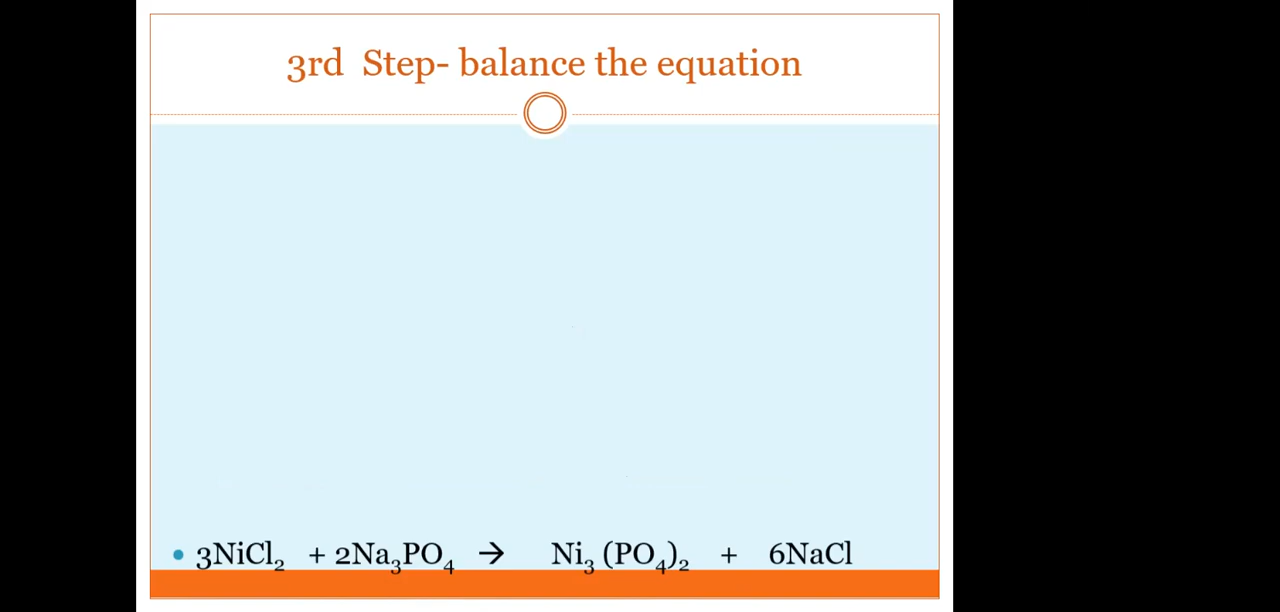 3rd Step- balance the equation
• 3NiCl₂ + 2Na₃PO₄ → Ni₃ (PO₄)₂ + 6NaCl